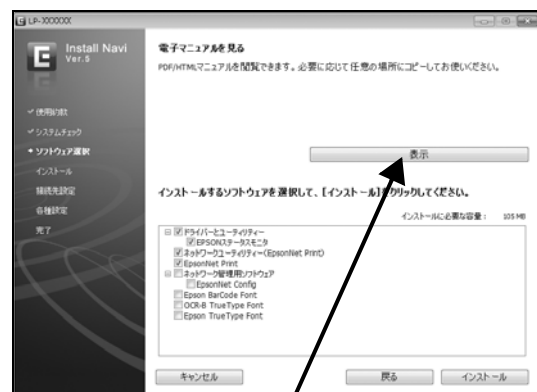 LP-XXXXXX
Install Navi
Ver.5
使用約款
システムチェック
ソフトウェア選択
インストール
接続先設定
各種設定
完了
電子マニュアルを見る
PDF/HTMLマニュアルを閲覧できます。必要に応じて任意の場所にコピーしてお使いください。
表示
インストールするソフトウェアを選択して、[インストール]をクリックしてください。
インストールに必要な容量： 105 MB
ドライバーとユーティリティー
EPSONステータスモニタ
ネットワークユーティリティー(EpsonNet Print)
EpsonNet Print
ネットワーク管理用ソフトウェア
EpsonNet Config
Epson BarCode Font
OCR-B TrueType Font
Epson TrueType Font
キャンセル
戻る
インストール